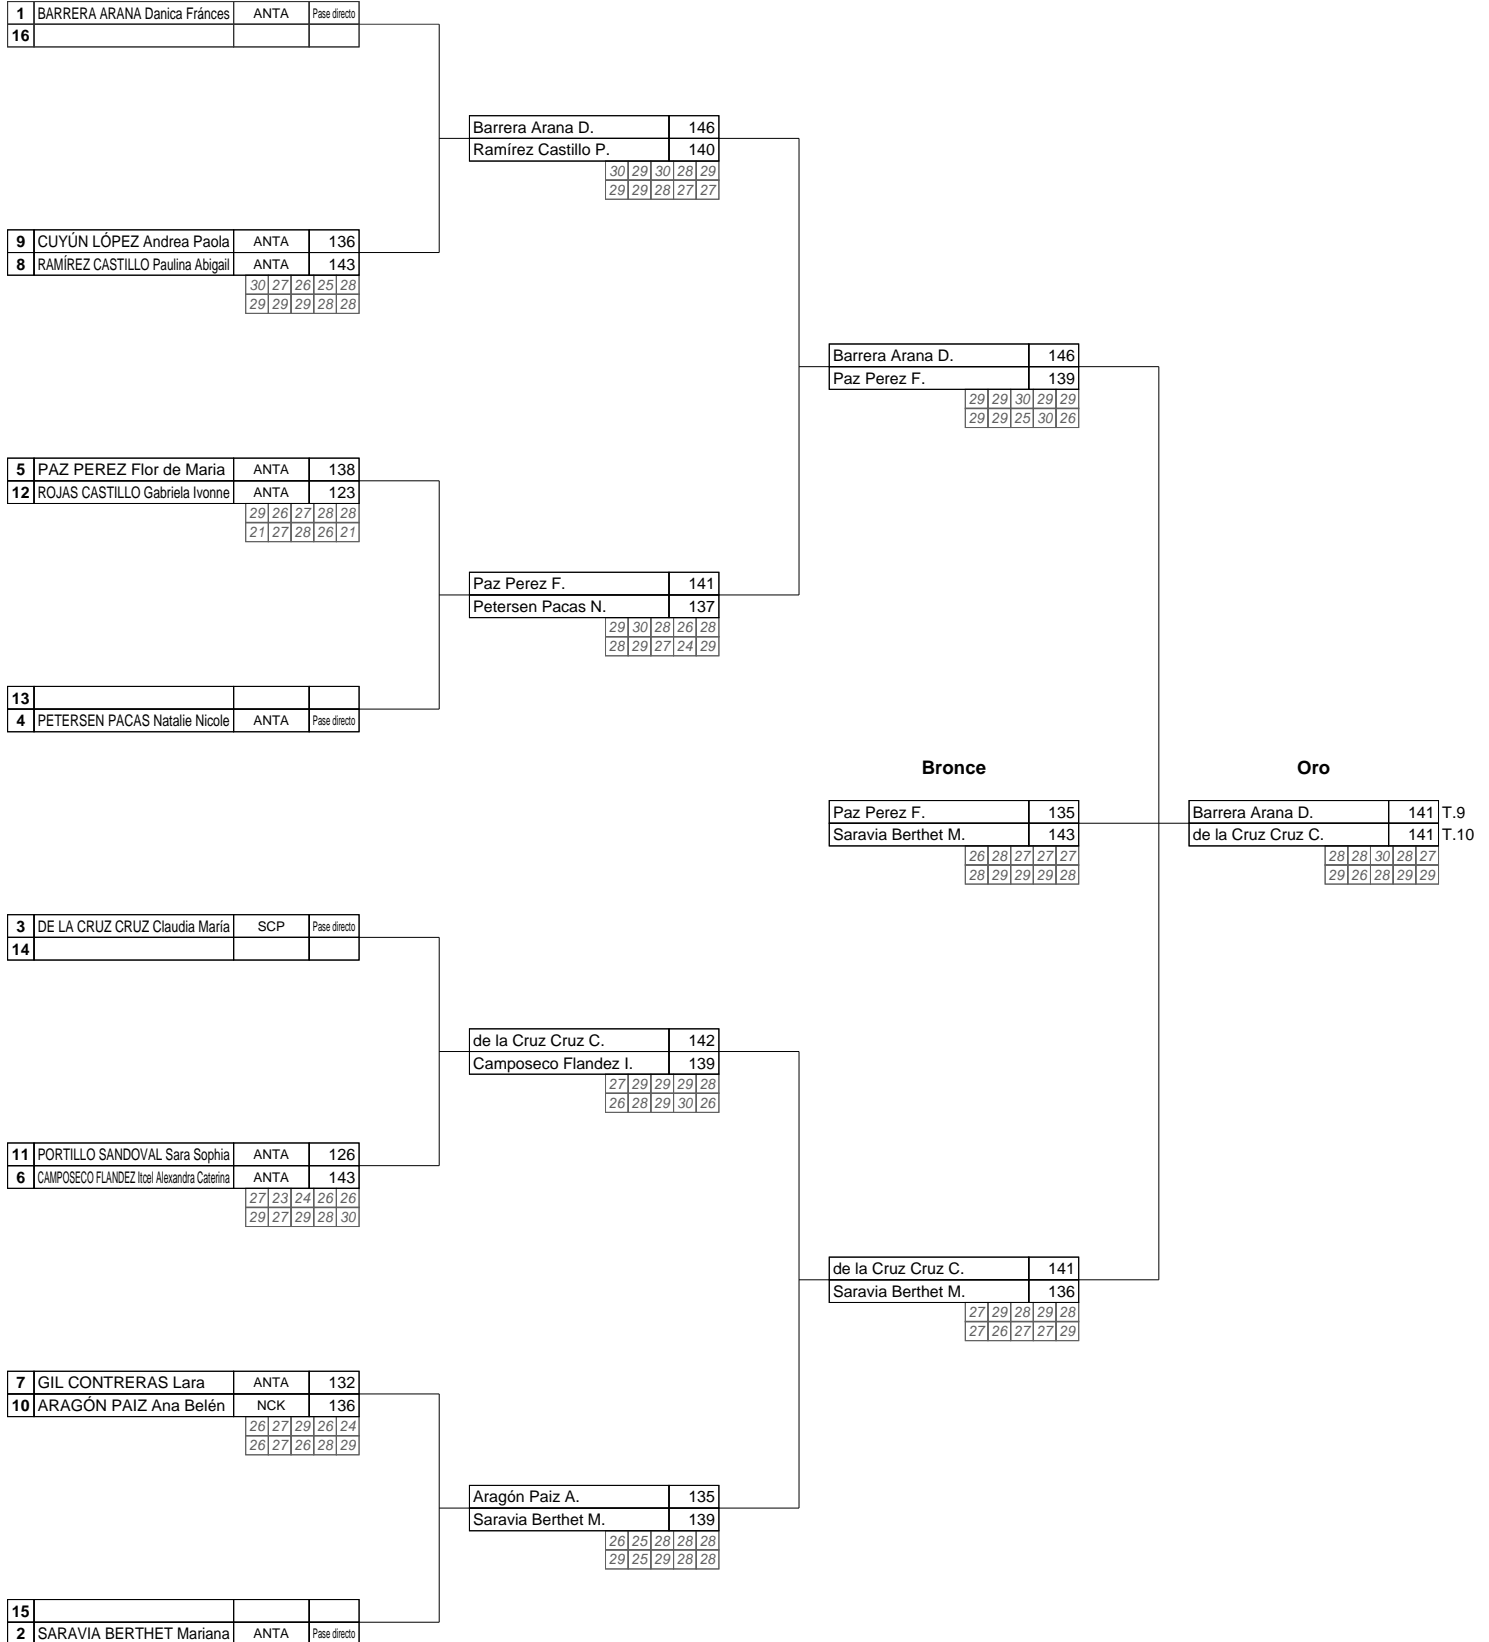 1 BARRERA ARANA Danica Fránces ANTA Pase directo
16
Barrera Arana D. 146
Ramírez Castillo P. 140
30 29 30 28 29
29 29 28 27 27
9 CUYÚN LÓPEZ Andrea Paola ANTA 136
8 RAMÍREZ CASTILLO Paulina Abigail ANTA 143
30 27 26 25 28
29 29 29 28 28
Barrera Arana D. 146
Paz Perez F. 139
29 29 30 29 29
29 29 25 30 26
5 PAZ PEREZ Flor de Maria ANTA 138
12 ROJAS CASTILLO Gabriela Ivonne ANTA 123
29 26 27 28 28
21 27 28 26 21
Paz Perez F. 141
Petersen Pacas N. 137
29 30 28 26 28
28 29 27 24 29
13
4 PETERSEN PACAS Natalie Nicole ANTA Pase directo
Bronce Oro
Paz Perez F. 135 Barrera Arana D. 141 T.9
Saravia Berthet M. 143 de la Cruz Cruz C. 141 T.10
26 28 27 27 27 28 28 30 28 27
28 29 29 29 28 29 26 28 29 29
3 DE LA CRUZ CRUZ Claudia María SCP Pase directo
14
de la Cruz Cruz C. 142
Camposeco Flandez I. 139
27 29 29 29 28
26 28 29 30 26
11 PORTILLO SANDOVAL Sara Sophia ANTA 126
6 CAMPOSECO FLANDEZ Itcel Alexandra Caterina ANTA 143
27 23 24 26 26
29 27 29 28 30
de la Cruz Cruz C. 141
Saravia Berthet M. 136
27 29 28 29 28
27 26 27 27 29
7 GIL CONTRERAS Lara ANTA 132
10 ARAGÓN PAIZ Ana Belén NCK 136
26 27 29 26 24
26 27 26 28 29
Aragón Paiz A. 135
Saravia Berthet M. 139
26 25 28 28 28
29 25 29 28 28
15
2 SARAVIA BERTHET Mariana ANTA Pase directo